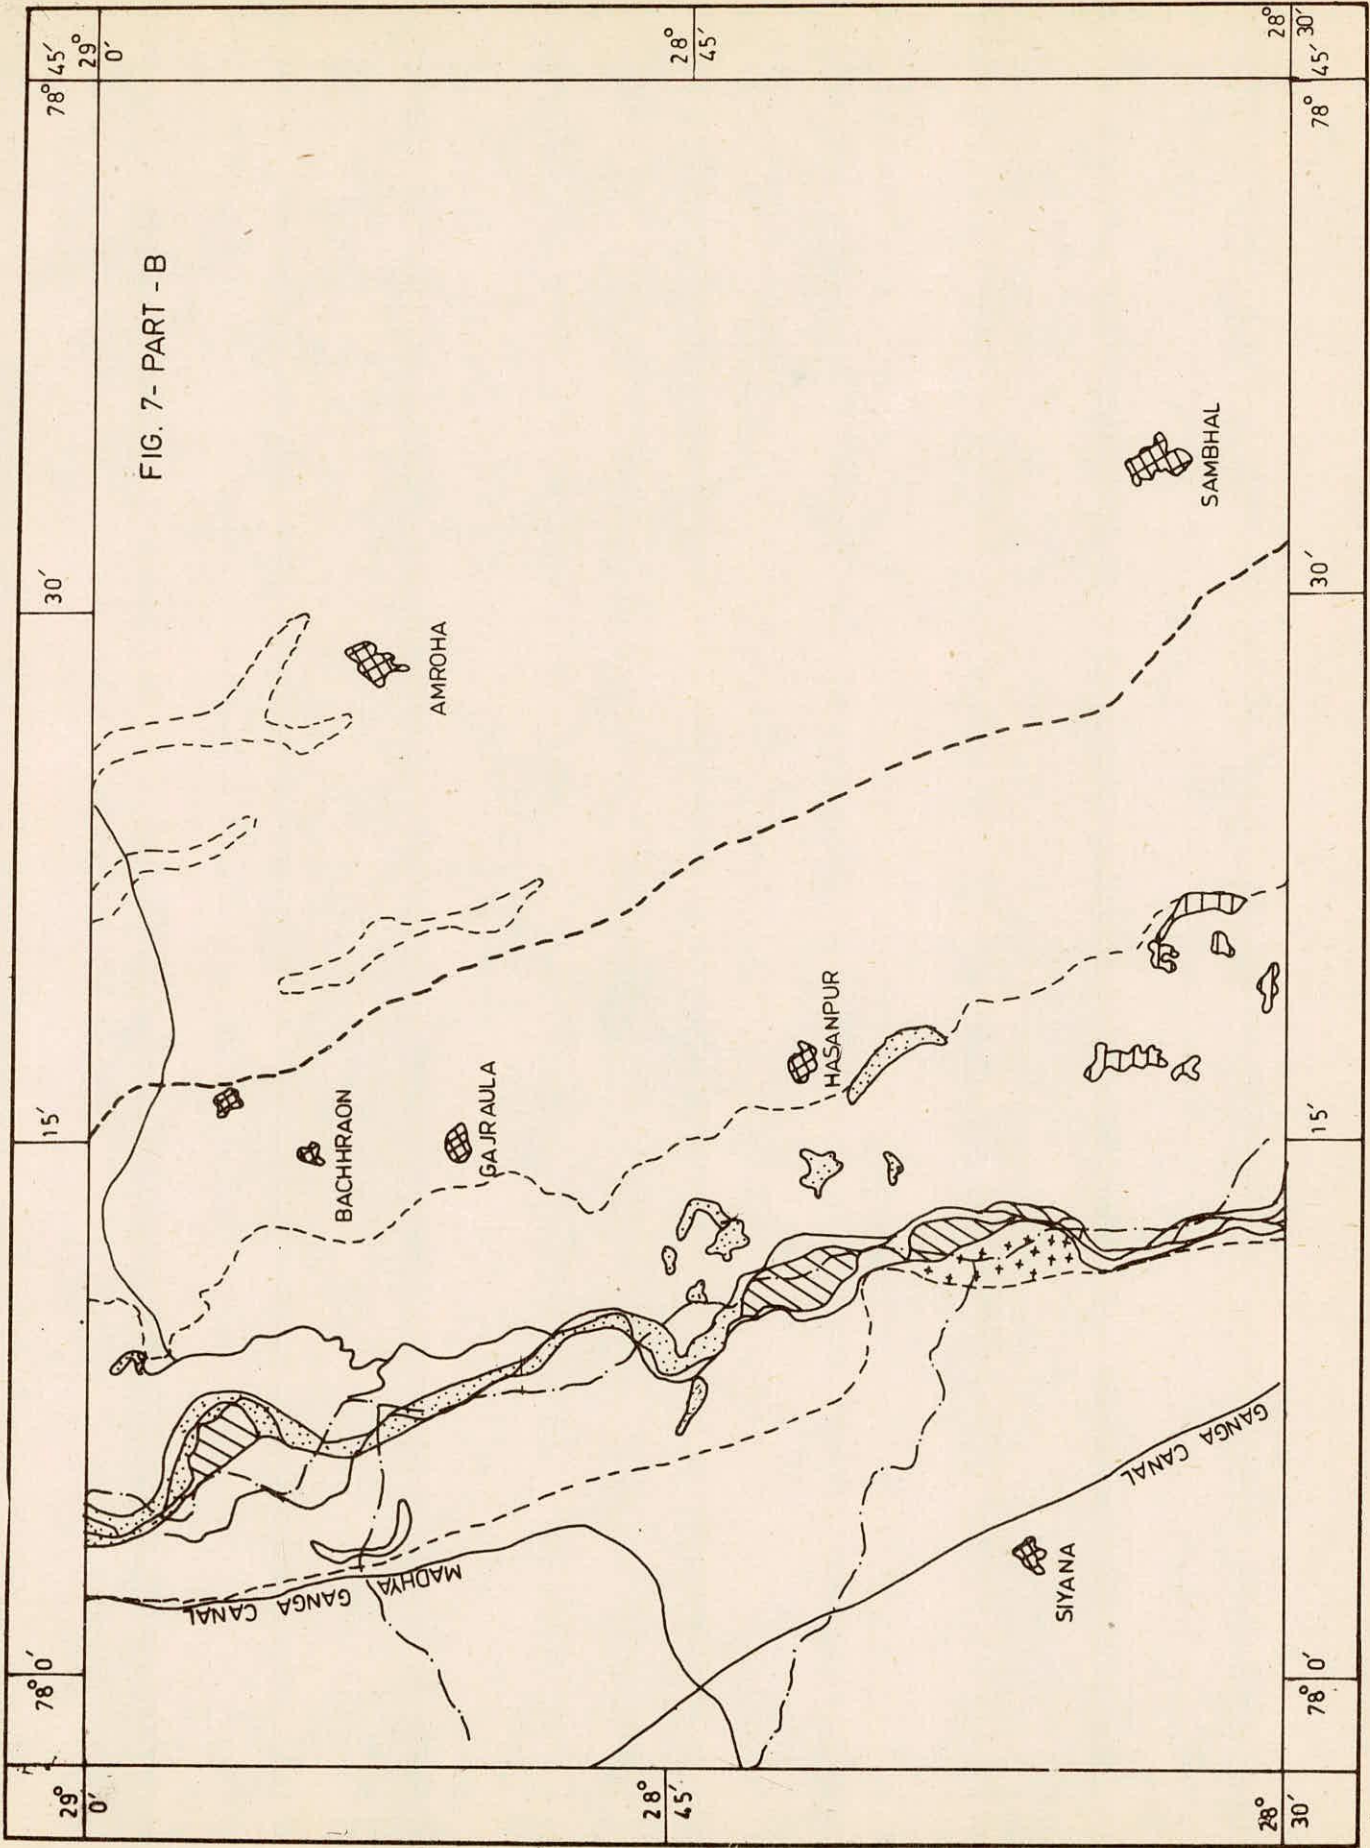 78° 0′
15′
30′
78° 45′
29° 0′
29° 0′
FIG. 7- PART - B
MADHYA GANGA CANAL
BACHHRAON
AMROHA
GAJRAULA
28° 45′
28° 45′
HASANPUR
SIYANA
GANGA CANAL
SAMBHAL
28° 30′
28° 30′
78° 0′
15′
30′
78° 45′